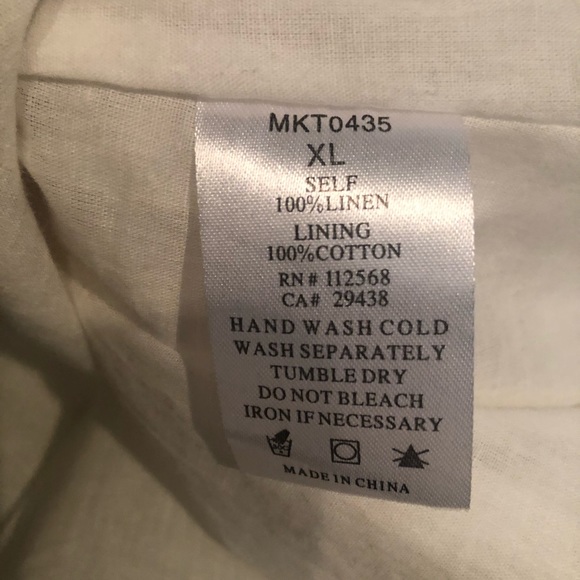 MKT0435
XL
SELF
100%LINEN
LINING
100%COTTON
RN# 112568
CA# 29438
HAND WASH COLD
WASH SEPARATELY
TUMBLE DRY
DO NOT BLEACH
IRON IF NECESSARY
MADE IN CHINA